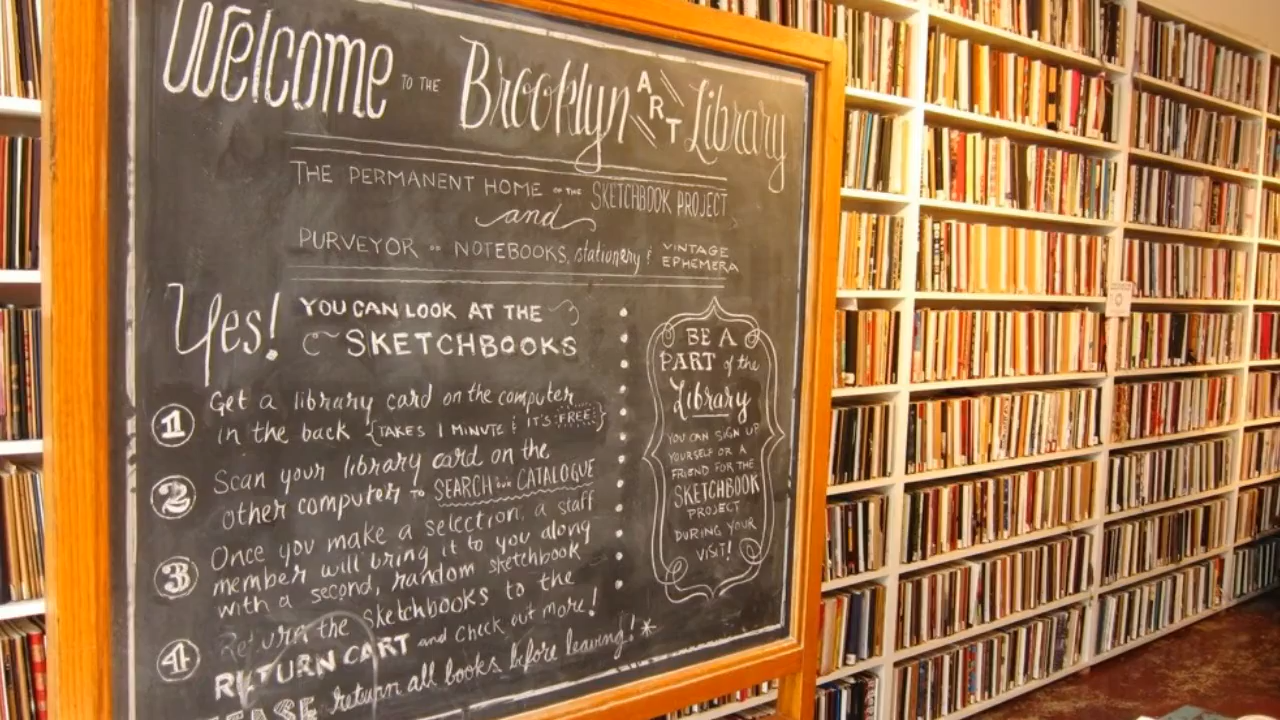 Welcome TO THE Brooklyn ART Library
THE PERMANENT HOME OF THE SKETCHBOOK PROJECT
and
PURVEYOR OF NOTEBOOKS, stationery & VINTAGE EPHEMERA
Yes! YOU CAN LOOK AT THE
SKETCHBOOKS
1 Get a library card on the computer
in the back {TAKES 1 MINUTE & IT'S FREE!}
2 Scan your library card on the
other computer to SEARCH our CATALOGUE
3 Once you make a selection, a staff
member will bring it to you along
with a second, random sketchbook
4 Return the sketchbooks to the
RETURN CART and check out more!
return all books before leaving! *
BE A
PART of the
Library
YOU CAN SIGN UP
YOURSELF OR A
FRIEND FOR THE
SKETCHBOOK
PROJECT
DURING YOUR
VISIT!